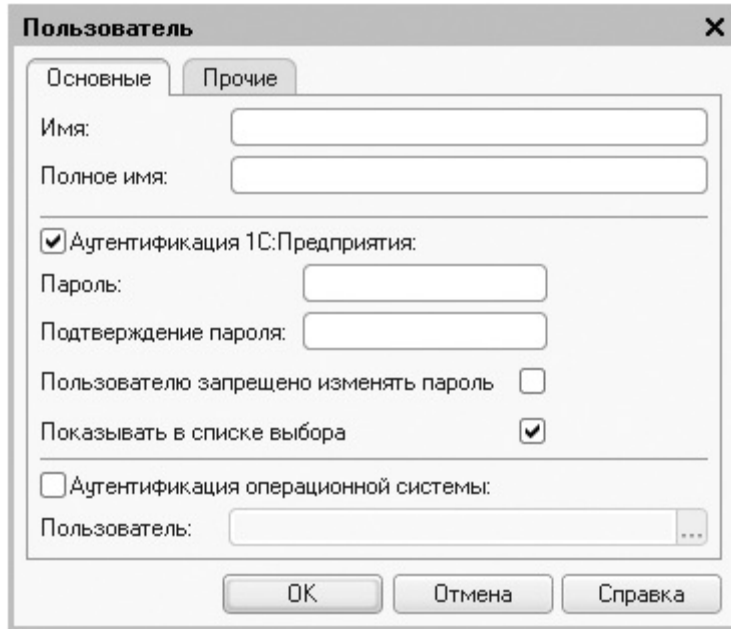 Пользователь
Основные Прочие
Имя:
Полное имя:
Аутентификация 1С:Предприятия:
Пароль:
Подтверждение пароля:
Пользователю запрещено изменять пароль
Показывать в списке выбора
Аутентификация операционной системы:
Пользователь: ...
ОК Отмена Справка